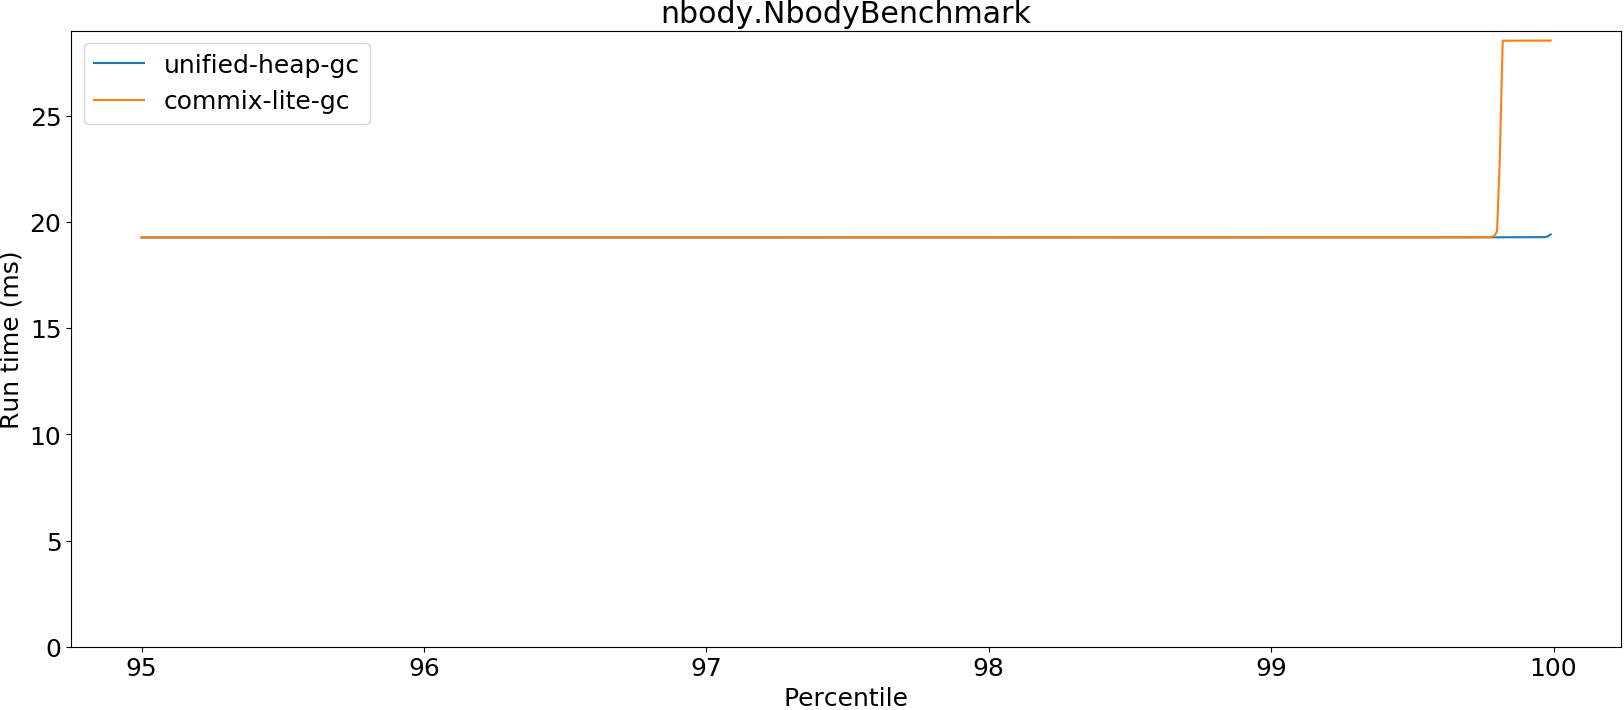 nbody.NbodyBenchmark
unified-heap-gc
commix-lite-gc
Run time (ms)
25
20
15
10
5
0
95 96 97 98 99 100
Percentile